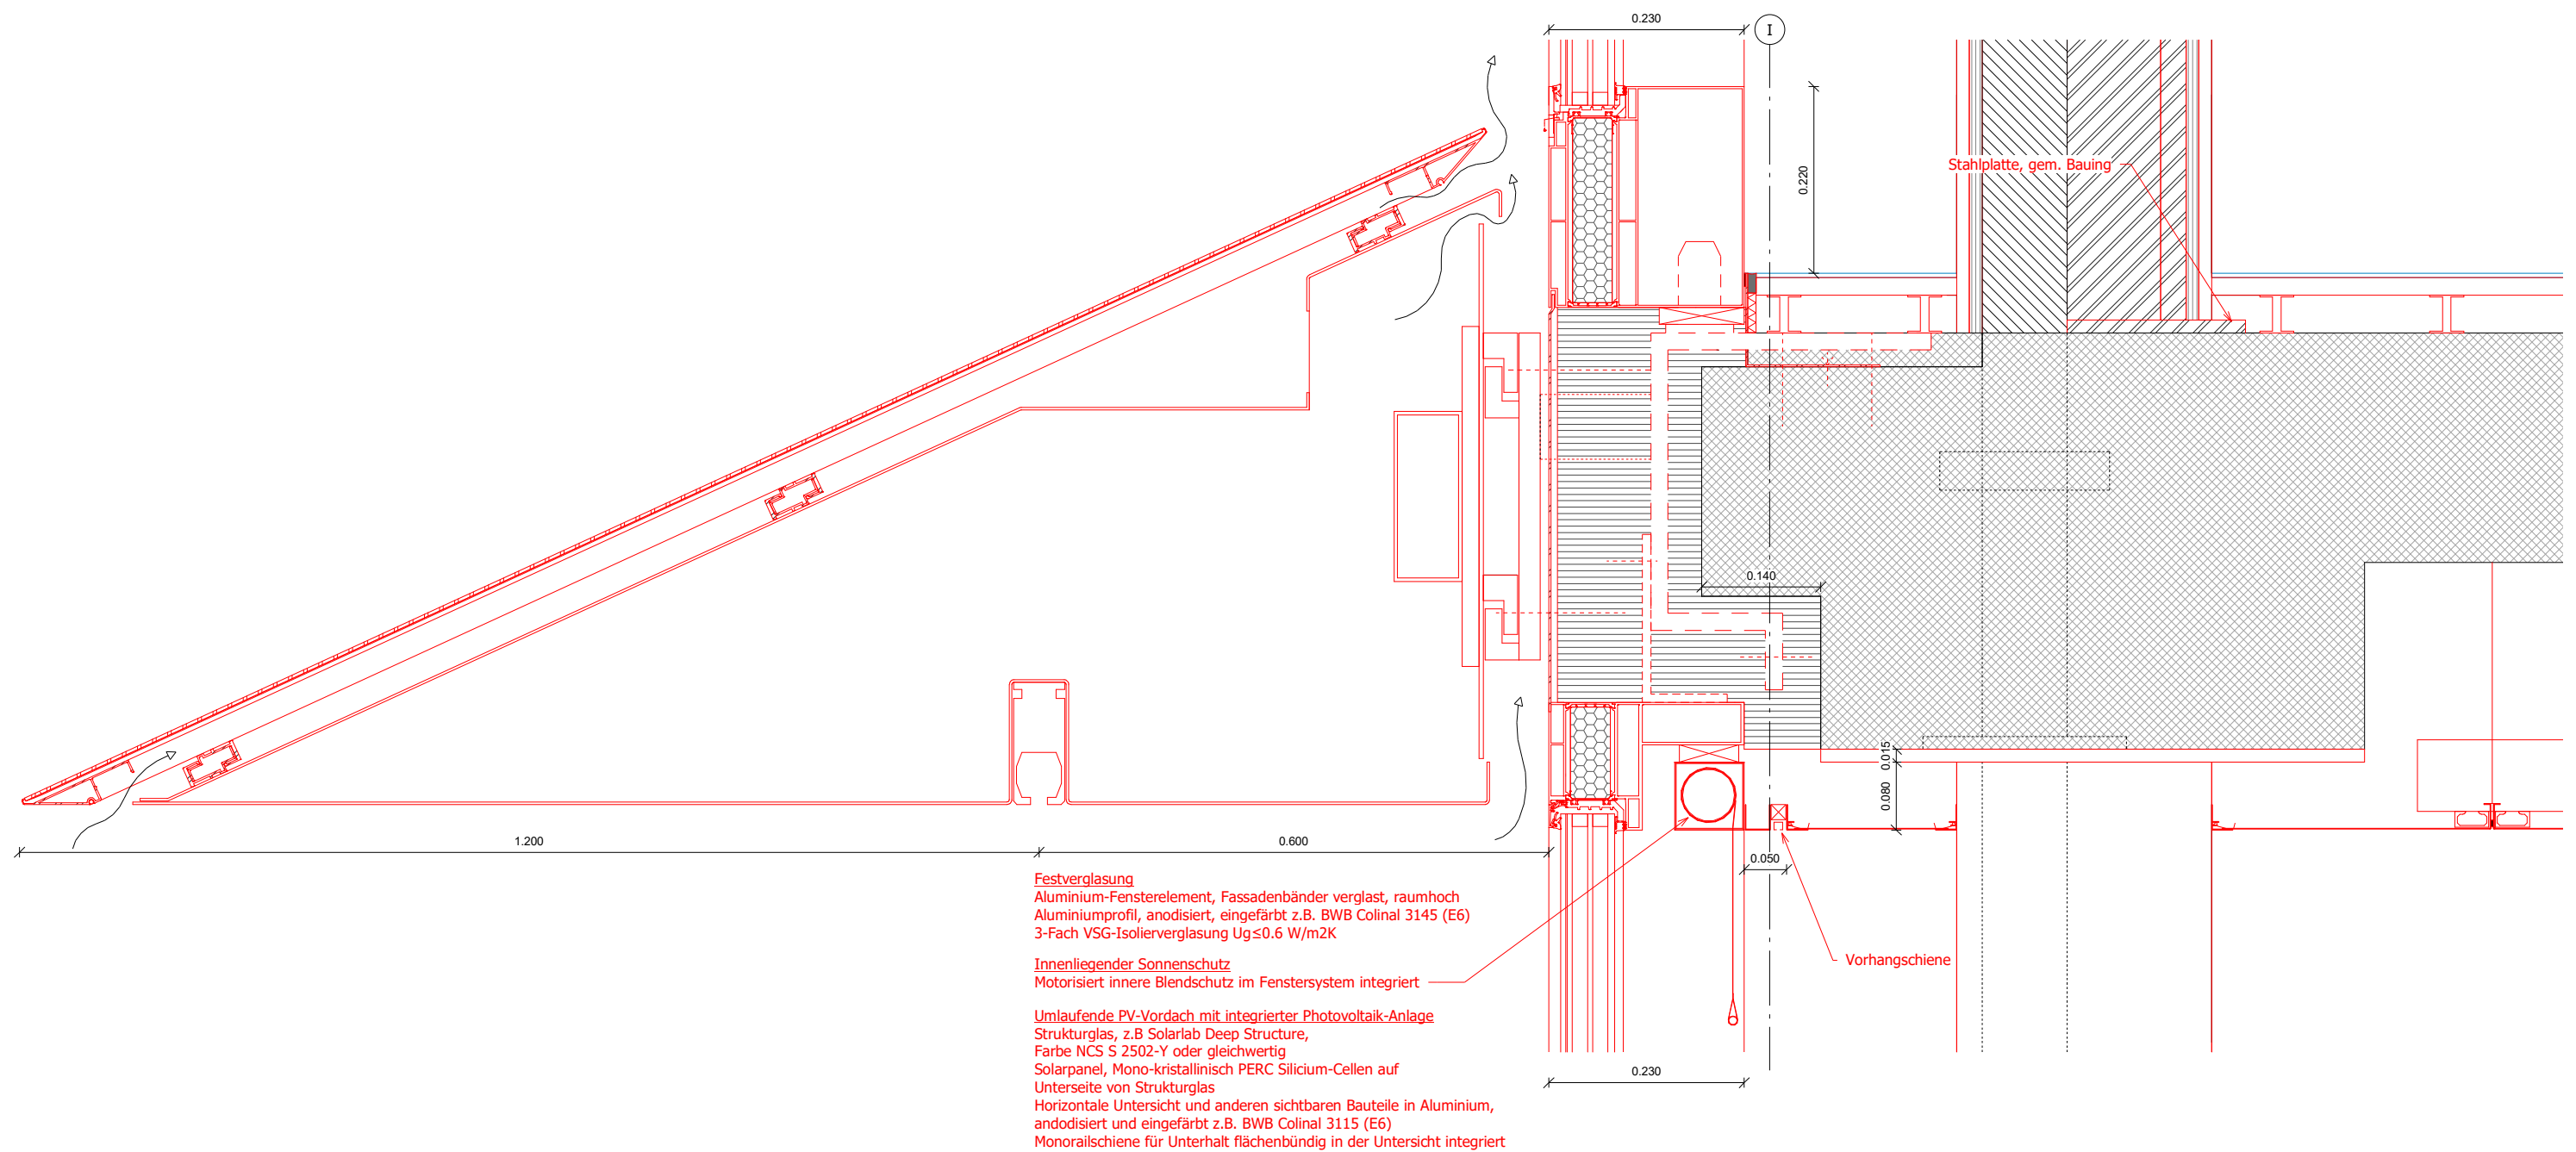 0.230
I
Stahlplatte, gem. Bauing
0.220
0.140
0.015
0.080
1.200
0.600
0.050
Festverglasung
Aluminium-Fensterelement, Fassadenbänder verglast, raumhoch
Aluminiumprofil, anodisiert, eingefärbt z.B. BWB Colinal 3145 (E6)
3-Fach VSG-Isolierverglasung Ug≤0.6 W/m2K
Vorhangschiene
Innenliegender Sonnenschutz
Motorisiert innere Blendschutz im Fenstersystem integriert
Umlaufende PV-Vordach mit integrierter Photovoltaik-Anlage
Strukturglas, z.B Solarlab Deep Structure,
Farbe NCS S 2502-Y oder gleichwertig
Solarpanel, Mono-kristallinisch PERC Silicium-Cellen auf
Unterseite von Strukturglas
Horizontale Untersicht und anderen sichtbaren Bauteile in Aluminium,
andodisiert und eingefärbt z.B. BWB Colinal 3115 (E6)
Monorailschiene für Unterhalt flächenbündig in der Untersicht integriert
0.230